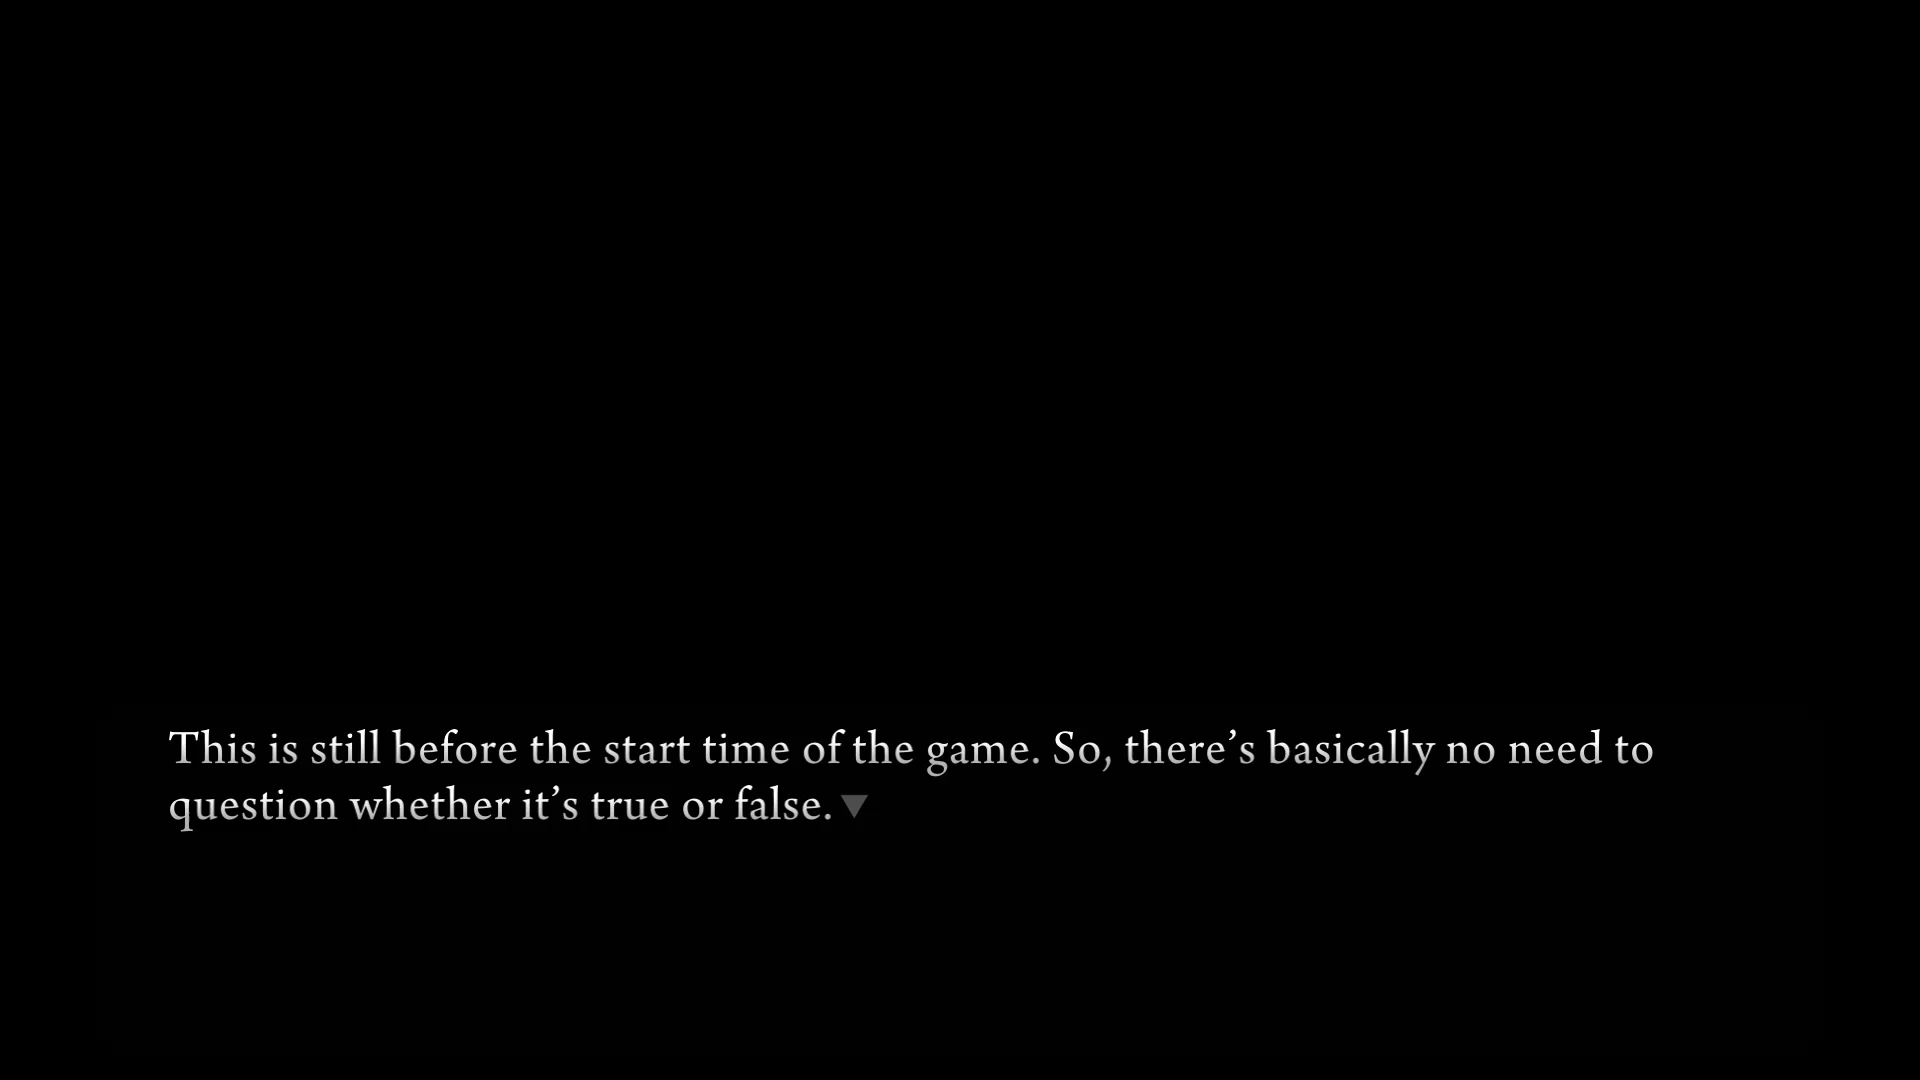 This is still before the start time of the game. So, there’s basically no need to
question whether it’s true or false.